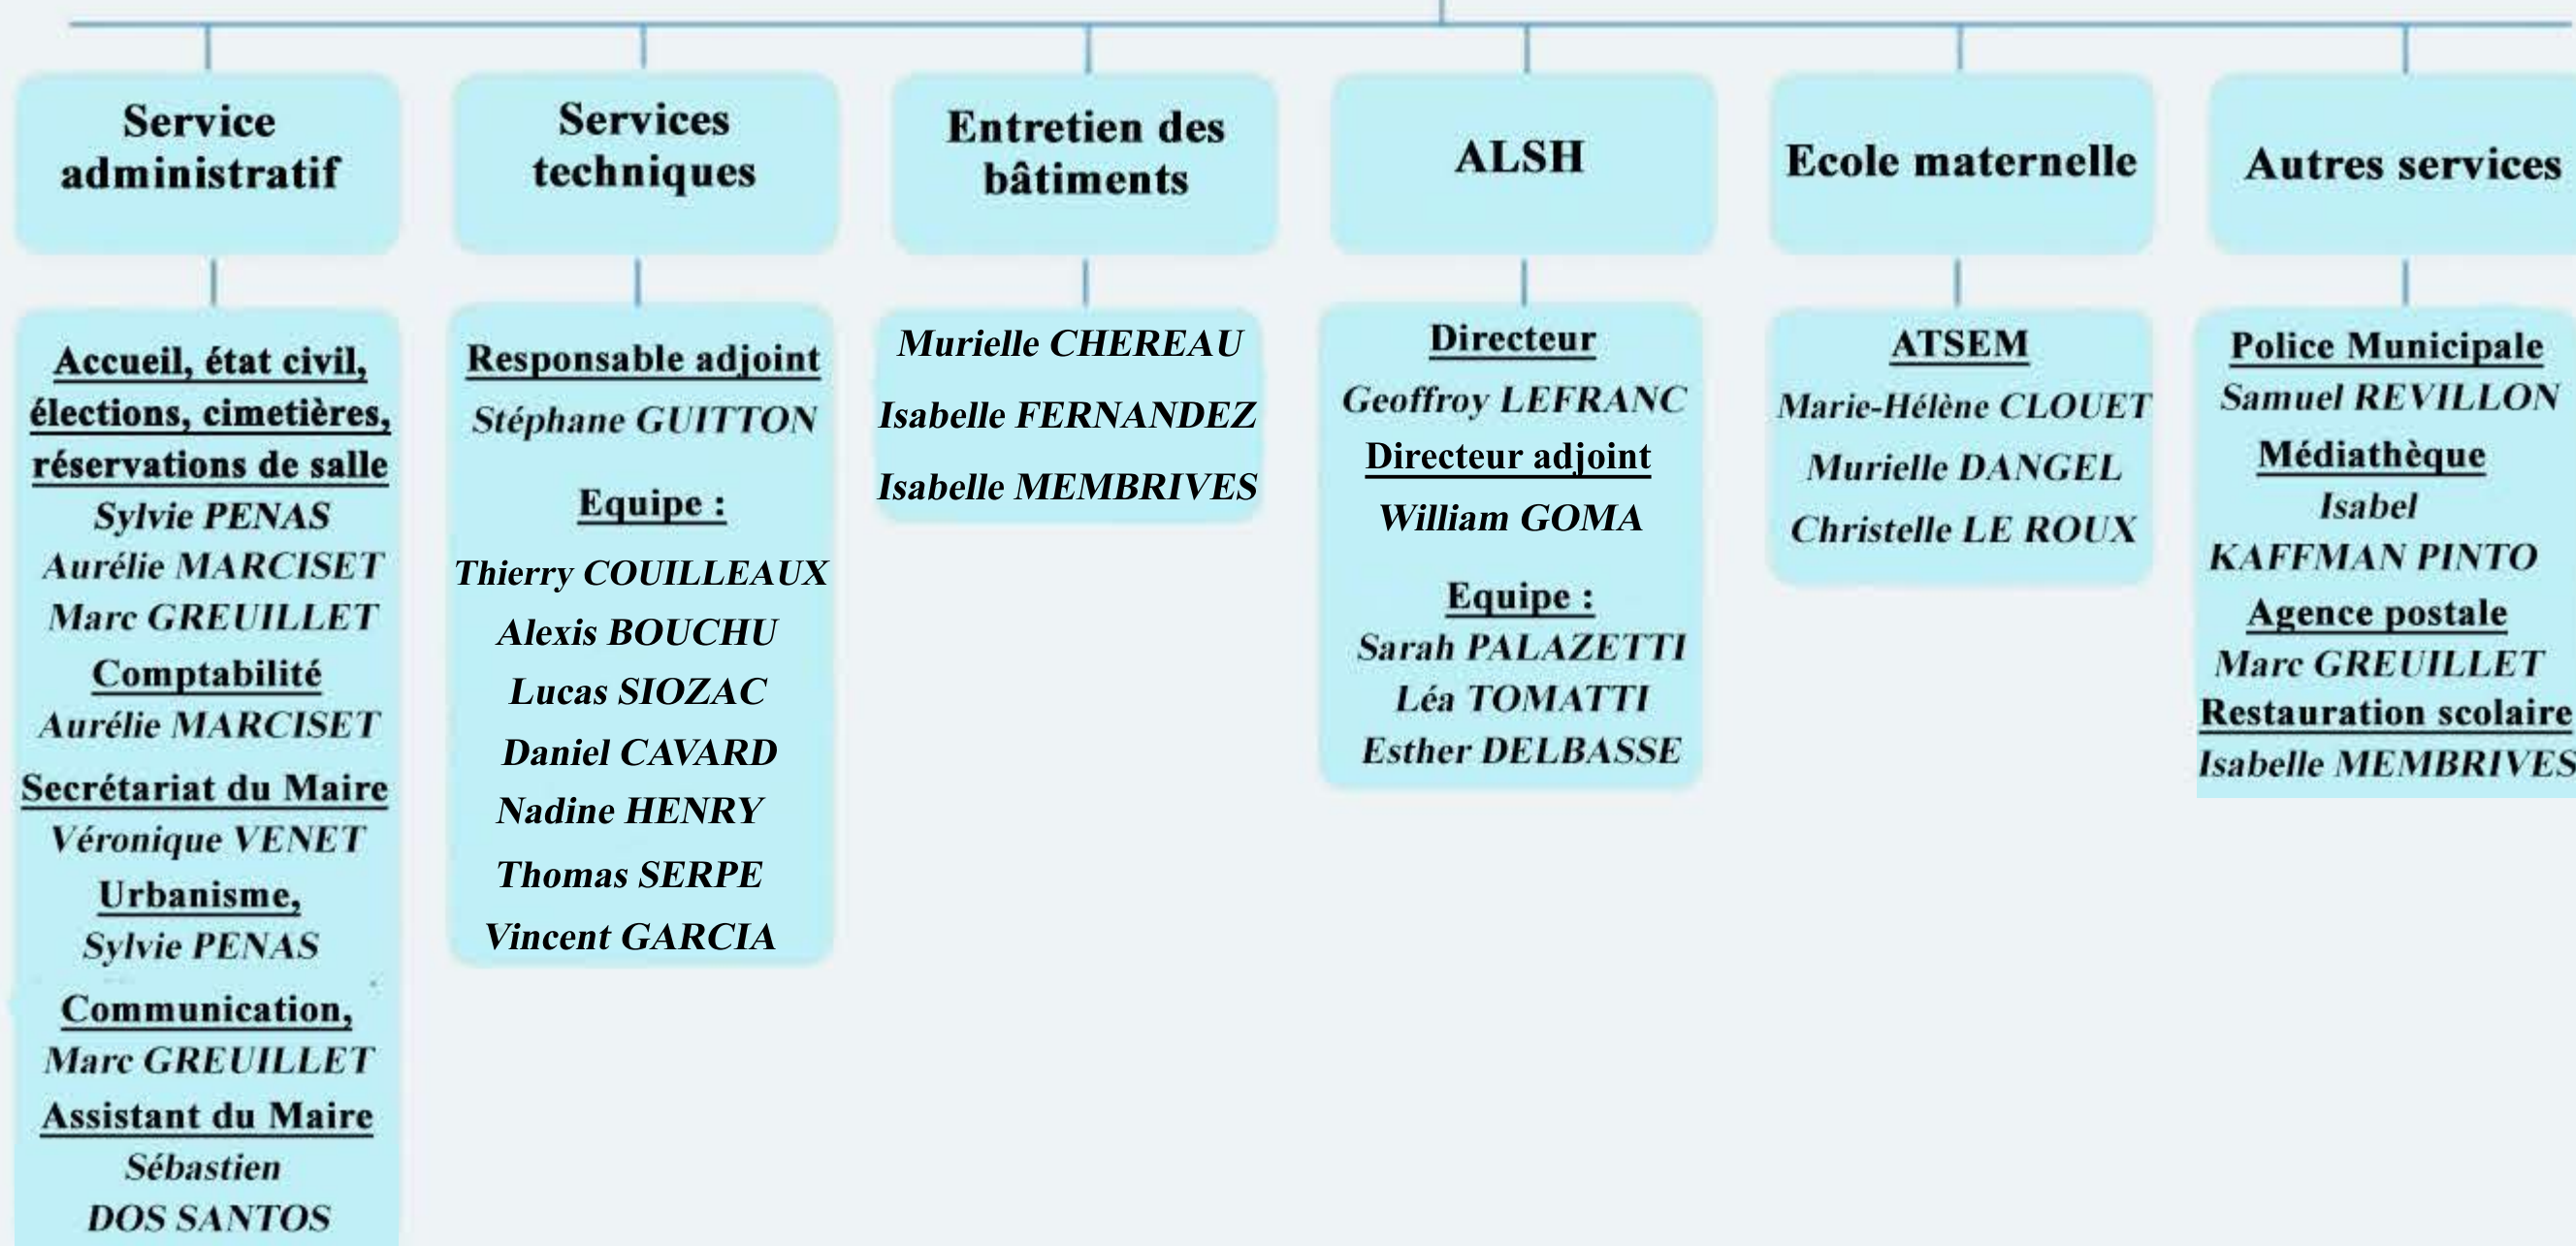 Service
administratif
Accueil, état civil,
élections, cimetières,
réservations de salle
Sylvie PENAS
Aurélie MARCISET
Marc GREUILLET
Comptabilité
Aurélie MARCISET
Secrétariat du Maire
Véronique VENET
Urbanisme,
Sylvie PENAS
Communication,
Marc GREUILLET
Assistant du Maire
Sébastien
DOS SANTOS
Services
techniques
Responsable adjoint
Stéphane GUITTON
Equipe :
Thierry COUILLEAUX
Alexis BOUCHU
Lucas SIOZAC
Daniel CAVARD
Nadine HENRY
Thomas SERPE
Vincent GARCIA
Entretien des
bâtiments
Murielle CHEREAU
Isabelle FERNANDEZ
Isabelle MEMBRIVES
ALSH
Directeur
Geoffroy LEFRANC
Directeur adjoint
William GOMA
Equipe :
Sarah PALAZETTI
Léa TOMATTI
Esther DELBASSE
Ecole maternelle
ATSEM
Marie-Hélène CLOUET
Murielle DANGEL
Christelle LE ROUX
Autres services
Police Municipale
Samuel REVILLON
Médiathèque
Isabel
KAFFMAN PINTO
Agence postale
Marc GREUILLET
Restauration scolaire
Isabelle MEMBRIVES